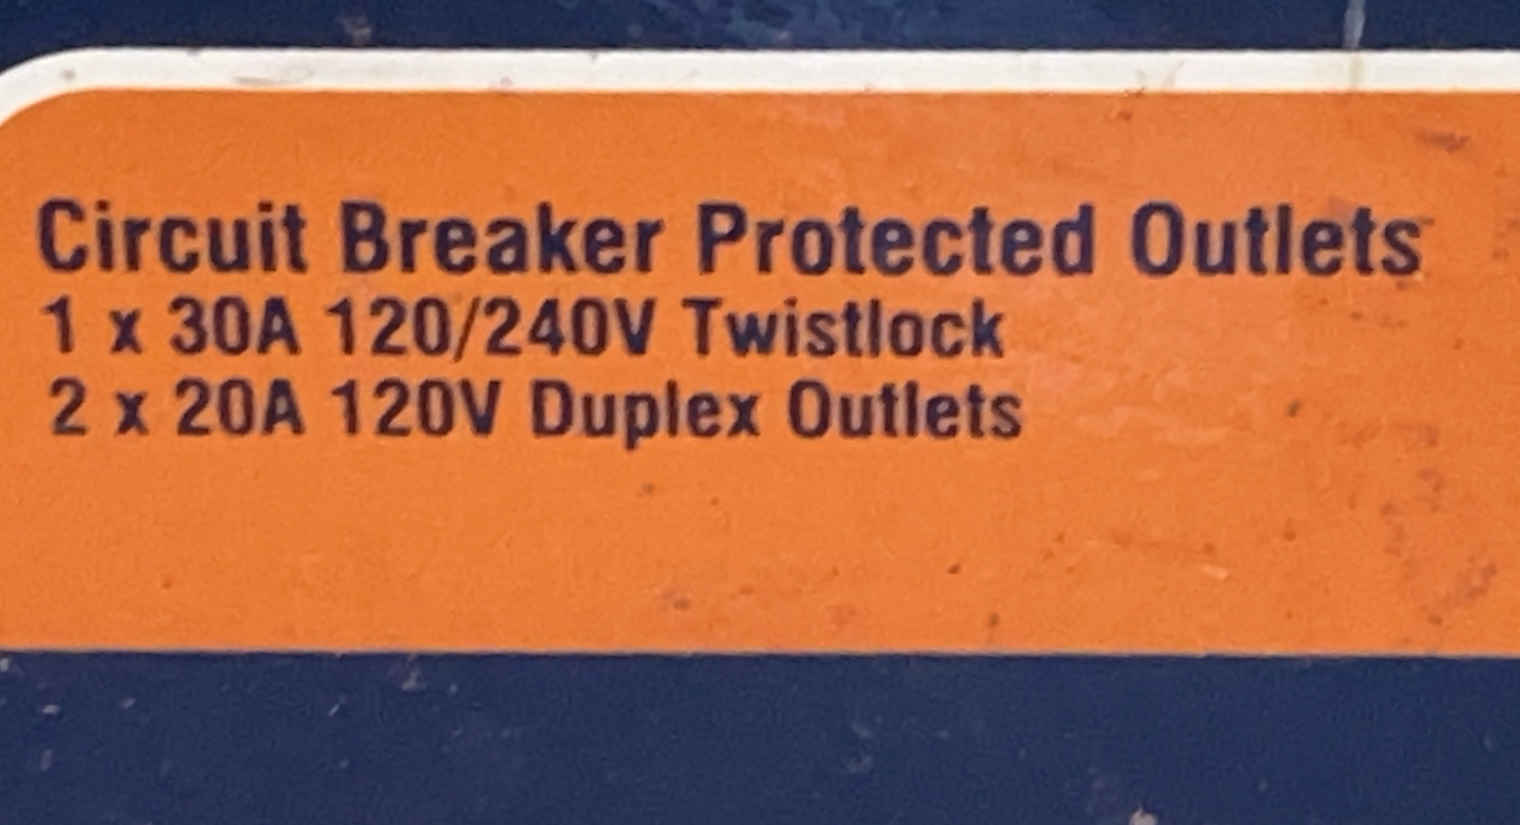 Circuit Breaker Protected Outlets
1 x 30A 120/240V Twistlock
2 x 20A 120V Duplex Outlets